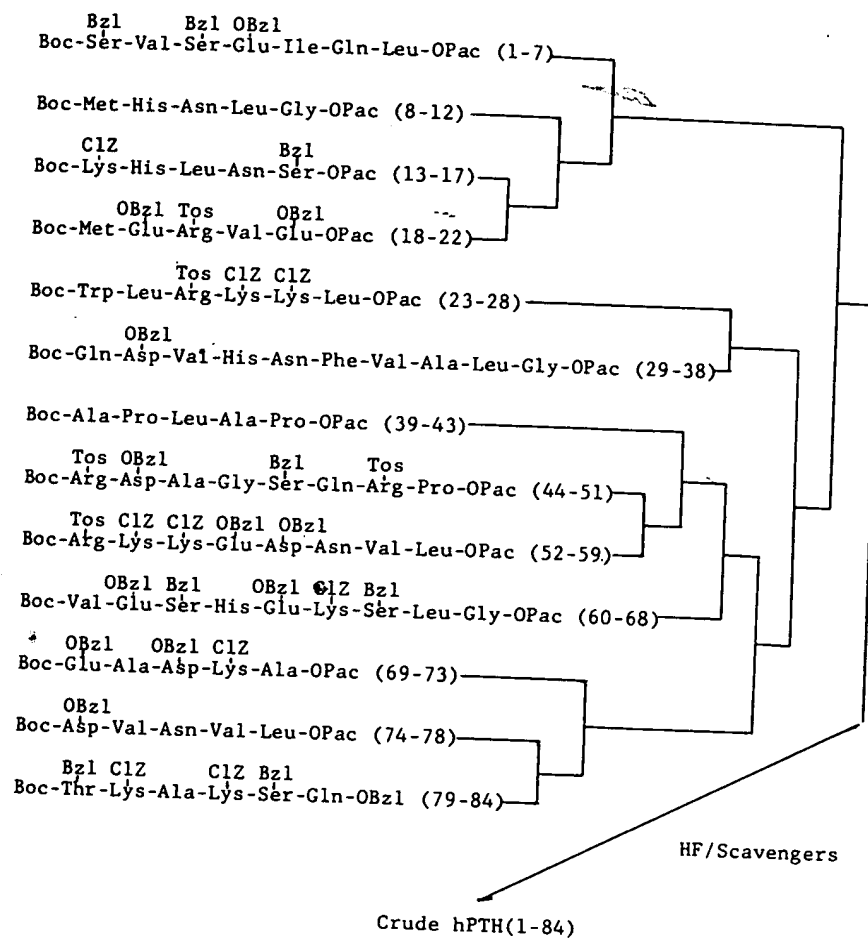 Bzl Bzl OBzl
Boc-Ser-Val-Ser-Glu-Ile-Gln-Leu-OPac (1-7)
Boc-Met-His-Asn-Leu-Gly-OPac (8-12)
ClZ Bzl
Boc-Lys-His-Leu-Asn-Ser-OPac (13-17)
OBzl Tos OBzl
Boc-Met-Glu-Arg-Val-Glu-OPac (18-22)
Tos ClZ ClZ
Boc-Trp-Leu-Arg-Lys-Lys-Leu-OPac (23-28)
OBzl
Boc-Gln-Asp-Val-His-Asn-Phe-Val-Ala-Leu-Gly-OPac (29-38)
Boc-Ala-Pro-Leu-Ala-Pro-OPac (39-43)
Tos OBzl Bzl Tos
Boc-Arg-Asp-Ala-Gly-Ser-Gln-Arg-Pro-OPac (44-51)
Tos ClZ ClZ OBzl OBzl
Boc-Arg-Lys-Lys-Glu-Asp-Asn-Val-Leu-OPac (52-59)
OBzl Bzl OBzl ClZ Bzl
Boc-Val-Glu-Ser-His-Glu-Lys-Ser-Leu-Gly-OPac (60-68)
OBzl OBzl ClZ
Boc-Glu-Ala-Asp-Lys-Ala-OPac (69-73)
OBzl
Boc-Asp-Val-Asn-Val-Leu-OPac (74-78)
Bzl ClZ ClZ Bzl
Boc-Thr-Lys-Ala-Lys-Ser-Gln-OBzl (79-84)
HF/Scavengers
Crude hPTH(1-84)